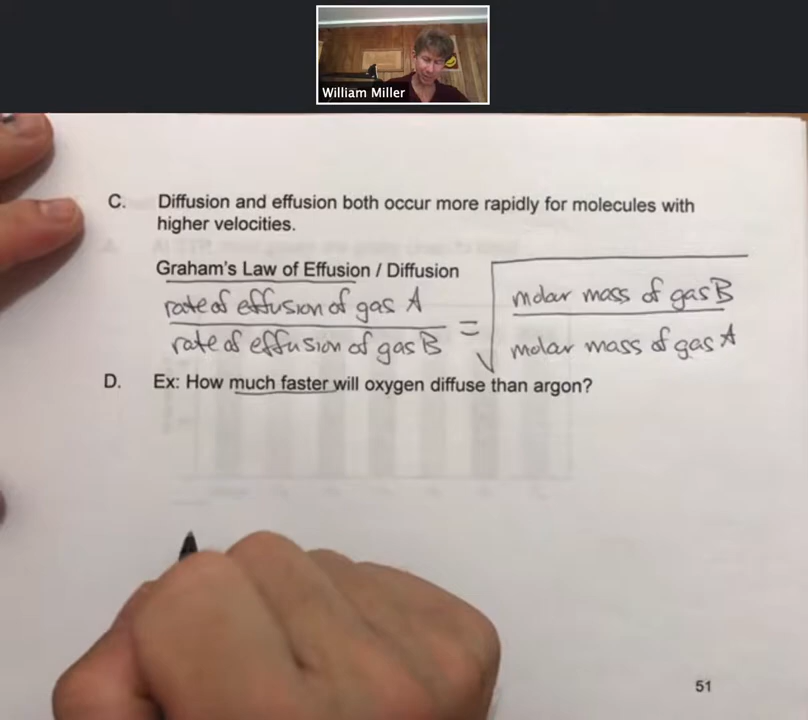 William Miller
C. Diffusion and effusion both occur more rapidly for molecules with
higher velocities.
Graham's Law of Effusion / Diffusion
rate of effusion of gas A
rate of effusion of gas B
=
√
molar mass of gas B
molar mass of gas A
D. Ex: How much faster will oxygen diffuse than argon?
51